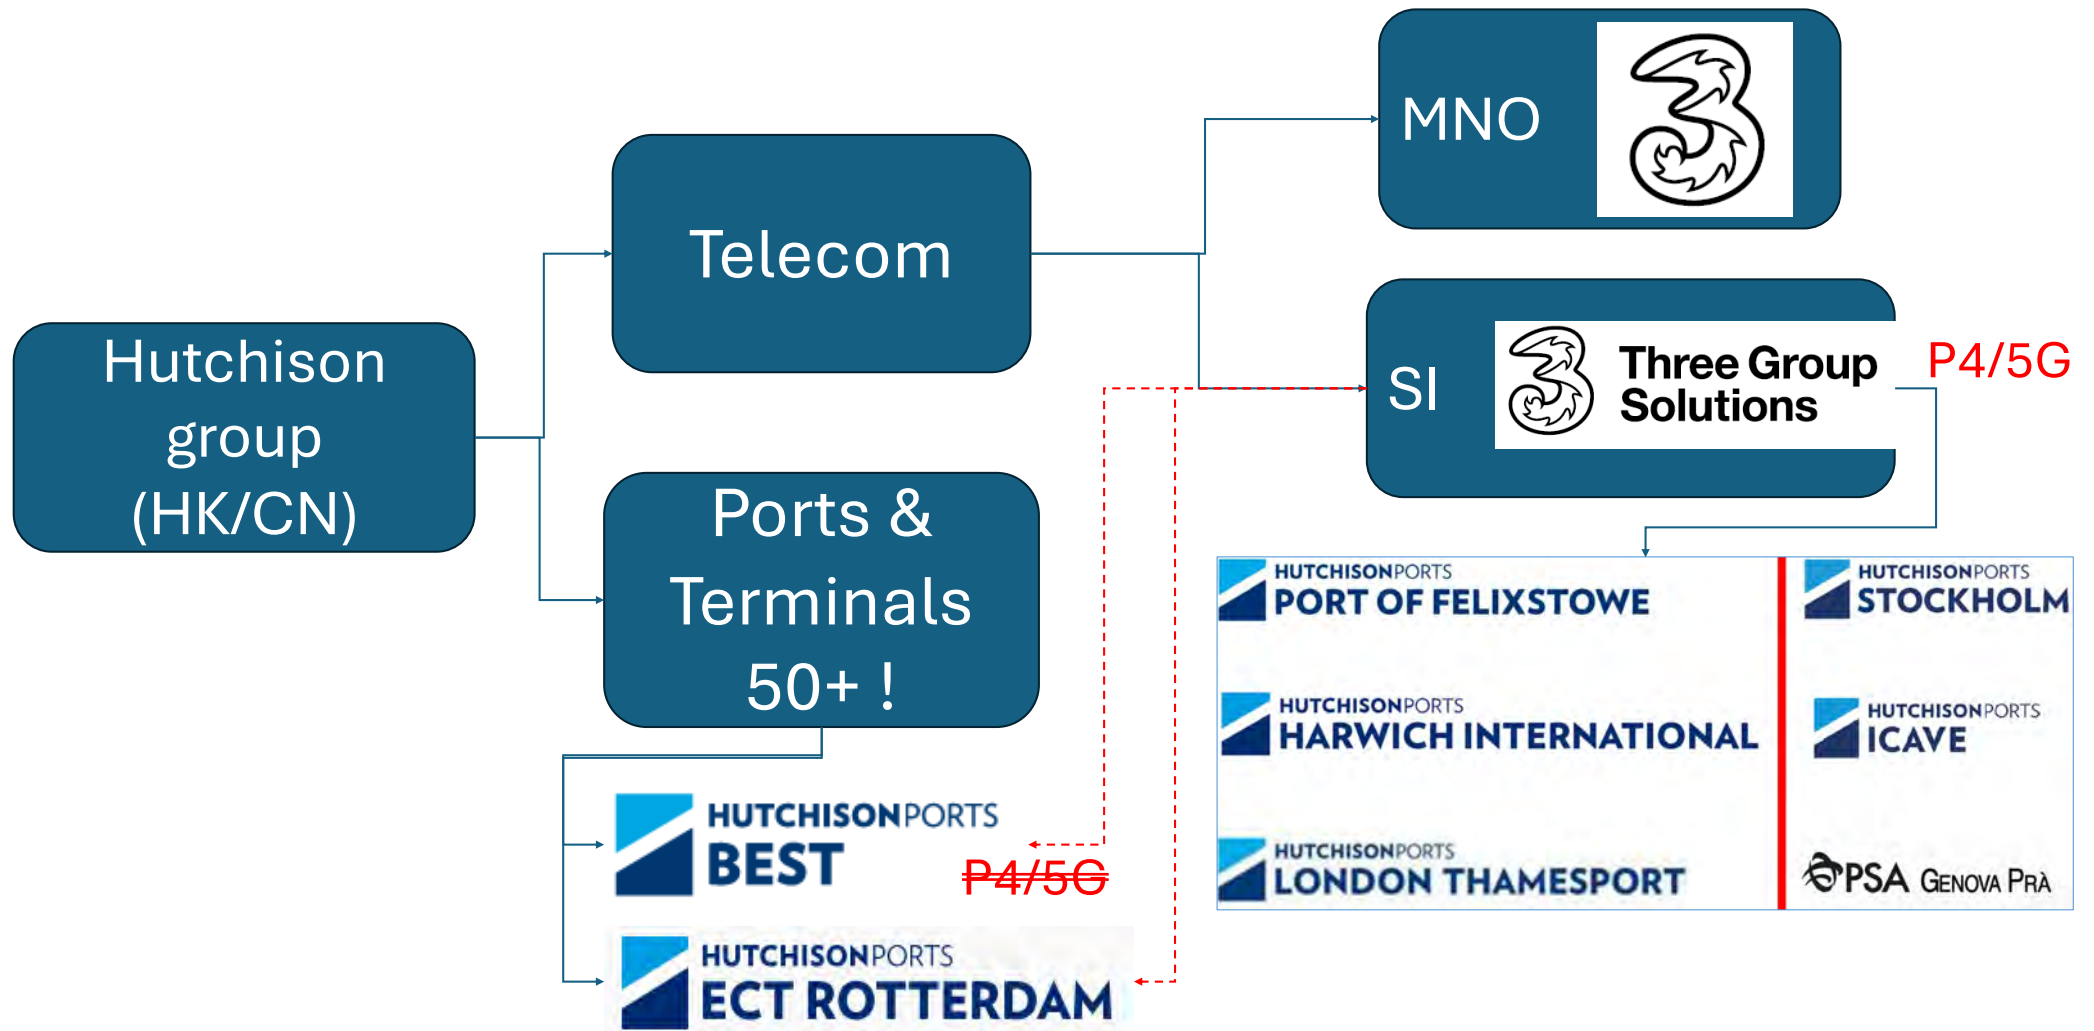 MNO
Telecom
SI
Three Group
Solutions
P4/5G
Hutchison
group
(HK/CN)
Ports &
Terminals
50+ !
HUTCHISONPORTS
PORT OF FELIXSTOWE
HUTCHISONPORTS
STOCKHOLM
HUTCHISONPORTS
HARWICH INTERNATIONAL
HUTCHISONPORTS
ICAVE
HUTCHISONPORTS
LONDON THAMESPORT
PSA GENOVA PRÀ
HUTCHISONPORTS
BEST
P4/5G
HUTCHISONPORTS
ECT ROTTERDAM